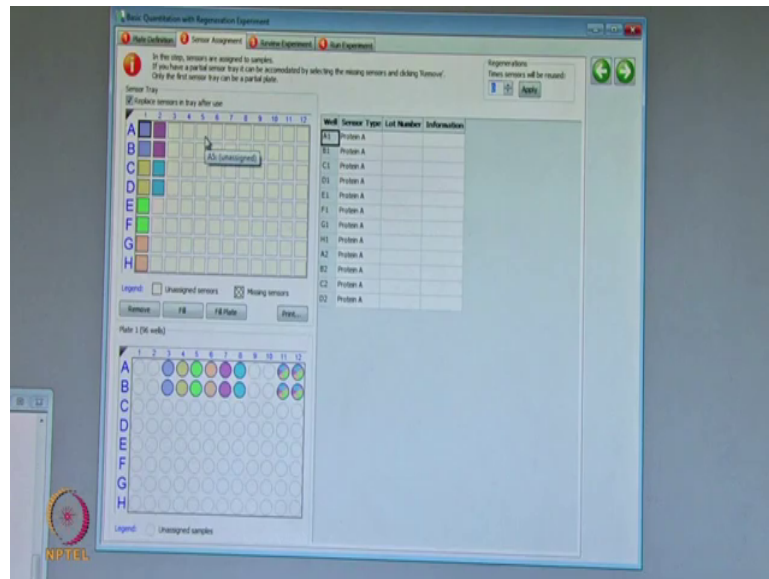 Basic Quantitation with Regeneration Experiment
1 Plate Definition
2 Sensor Assignment
3 Review Experiment
4 Run Experiment
In this step, sensors are assigned to samples.
If you have a partial sensor tray it can be accomodated by selecting the missing sensors and clicking 'Remove'.
Only the first sensor tray can be a partial plate.
Regenerations
Times sensors will be reused:
Apply
Sensor Tray
Replace sensors in tray after use
1 2 3 4 5 6 7 8 9 10 11 12
A
B
C
D
E
F
G
H
A5: (unassigned)
Legend: Unassigned sensors Missing sensors
Remove Fill Fill Plate Print...
Well Sensor Type Lot Number Information
A1 Protein A
B1 Protein A
C1 Protein A
D1 Protein A
E1 Protein A
F1 Protein A
G1 Protein A
H1 Protein A
A2 Protein A
B2 Protein A
C2 Protein A
D2 Protein A
Plate 1 (96 wells)
1 2 3 4 5 6 7 8 9 10 11 12
A
B
C
D
E
F
G
H
Legend: Unassigned samples
NPTEL